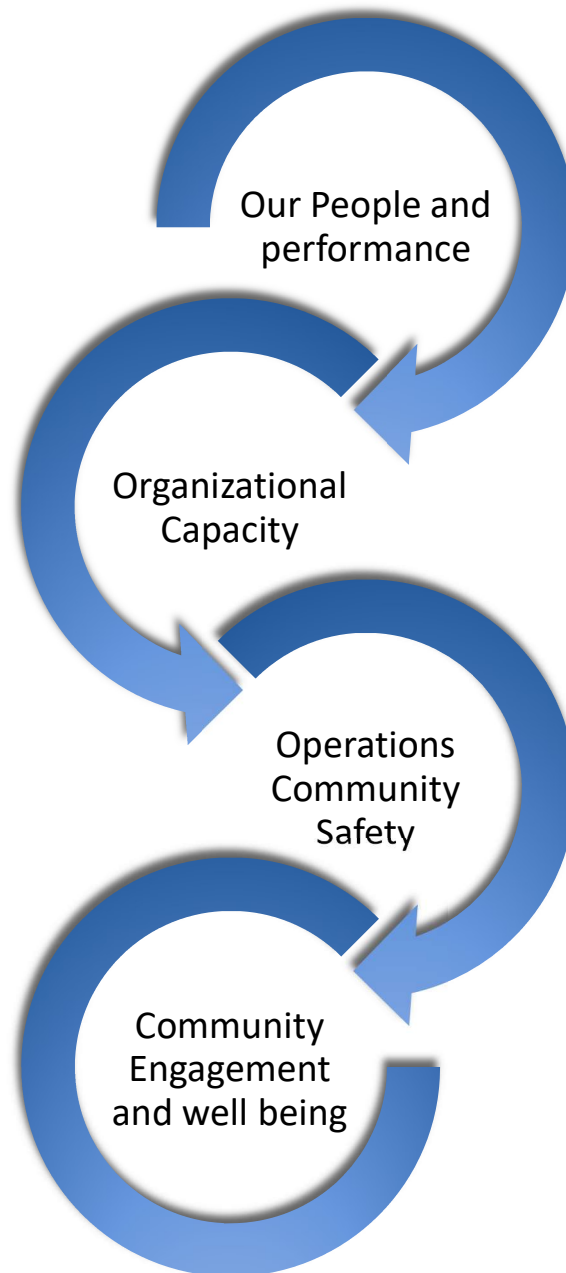 Our People and
performance
Organizational
Capacity
Operations
Community
Safety
Community
Engagement
and well being